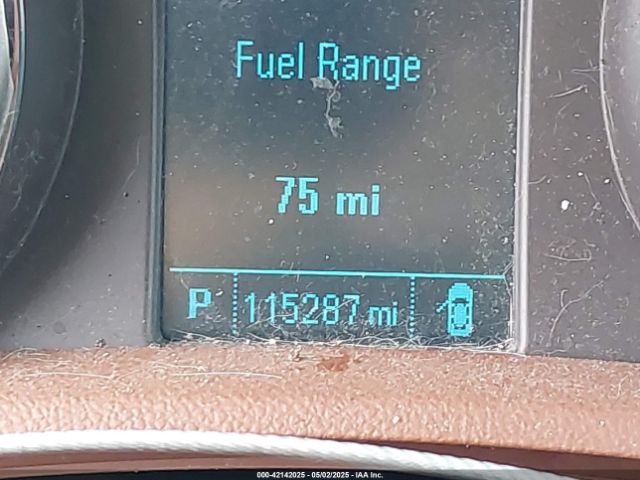 Fuel Range
75 mi
P 115287 mi
000-42142025 - 05/02/2025 - IAA Inc.